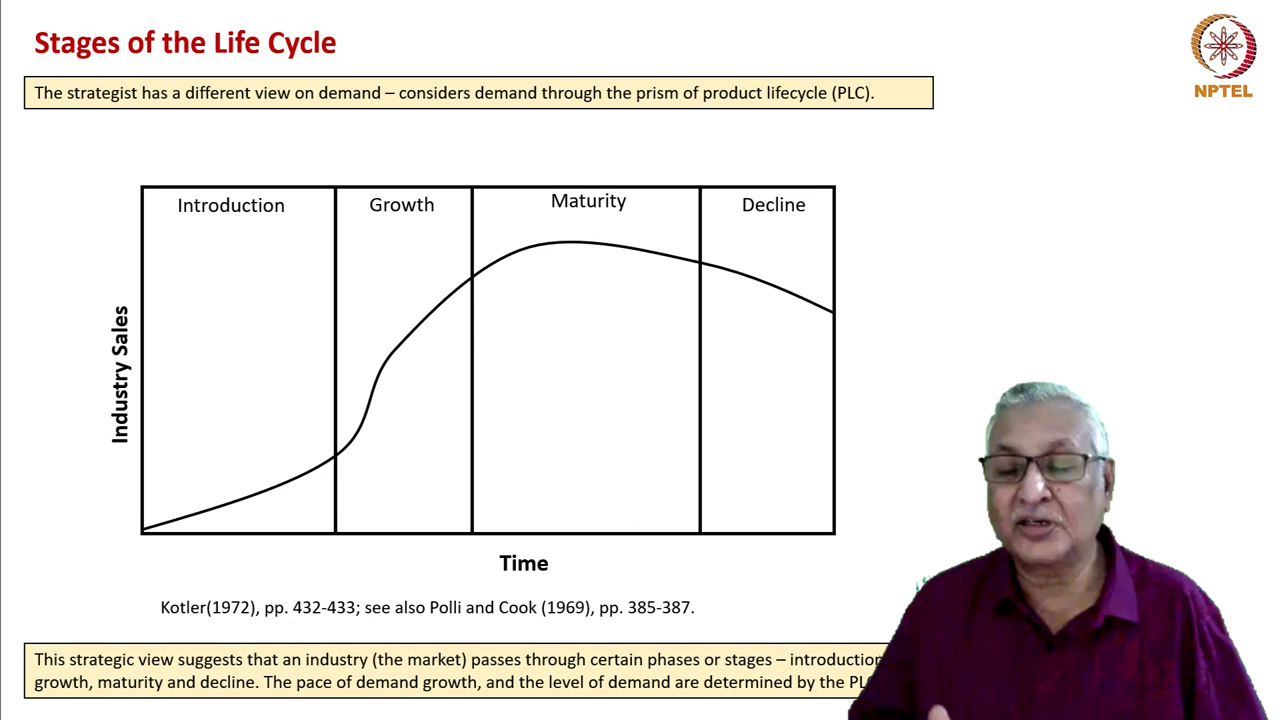 Stages of the Life Cycle
NPTEL
The strategist has a different view on demand – considers demand through the prism of product lifecycle (PLC).
Introduction Growth Maturity Decline
Industry Sales
Time
Kotler(1972), pp. 432-433; see also Polli and Cook (1969), pp. 385-387.
This strategic view suggests that an industry (the market) passes through certain phases or stages – introduction
growth, maturity and decline. The pace of demand growth, and the level of demand are determined by the